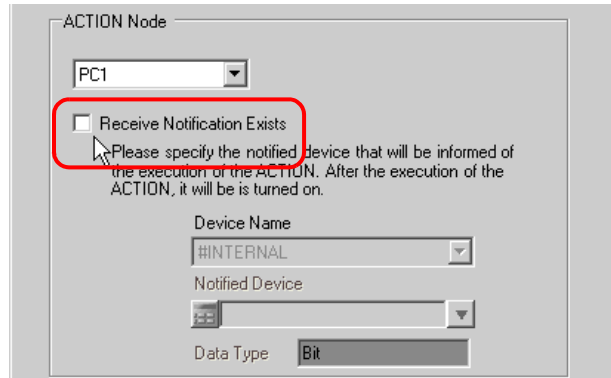 ACTION Node
PC1
Receive Notification Exists
Please specify the notified device that will be informed of
the execution of the ACTION. After the execution of the
ACTION, it will be is turned on.
Device Name
#INTERNAL
Notified Device
Data Type Bit